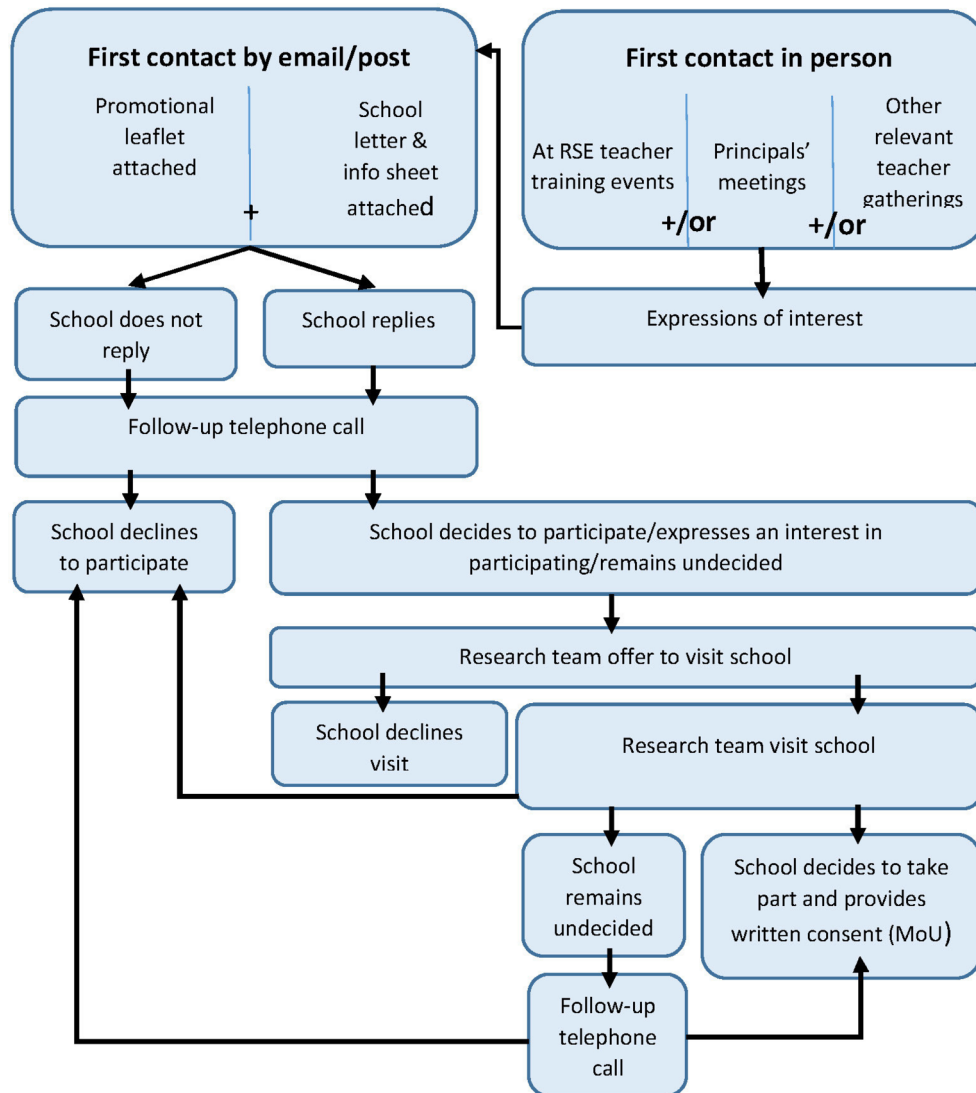 First contact by email/post
Promotional
leaflet
attached
+
School
letter &
info sheet
attached
First contact in person
At RSE teacher
training events
+/or
Principals’
meetings
+/or
Other
relevant
teacher
gatherings
School does not
reply
School replies
Expressions of interest
Follow-up telephone call
School declines
to participate
School decides to participate/expresses an interest in
participating/remains undecided
Research team offer to visit school
School declines
visit
Research team visit school
School
remains
undecided
School decides to take
part and provides
written consent (MoU)
Follow-up
telephone
call